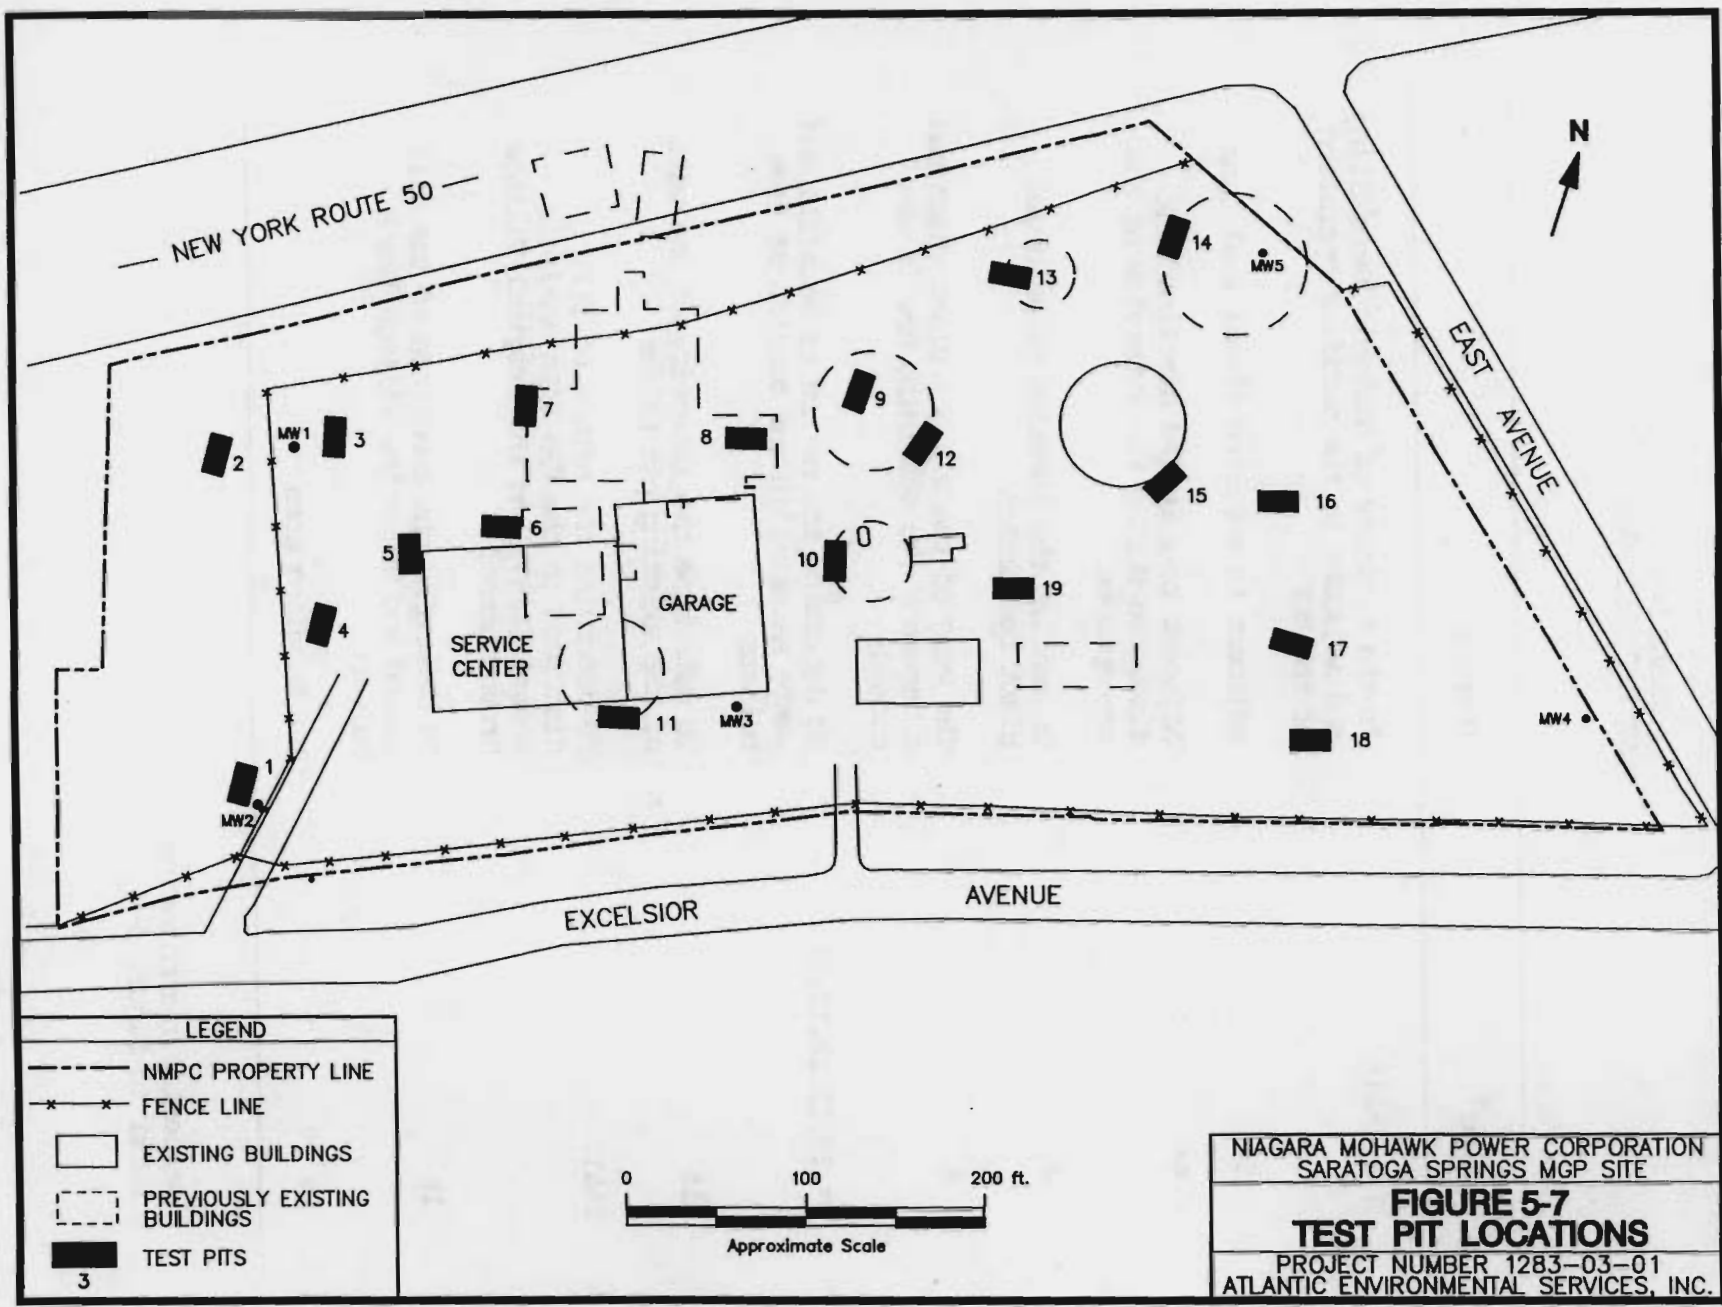 N
NEW YORK ROUTE 50
14
MW5
13
EAST
AVENUE
9
7
8
12
MW1
3
2
15
16
6
5
10
19
GARAGE
4
SERVICE
CENTER
17
11
MW3
MW4
18
1
MW2
EXCELSIOR
AVENUE
LEGEND
NMPC PROPERTY LINE
FENCE LINE
EXISTING BUILDINGS
PREVIOUSLY EXISTING
BUILDINGS
TEST PITS
3
0 100 200 ft.
Approximate Scale
NIAGARA MOHAWK POWER CORPORATION
SARATOGA SPRINGS MGP SITE
FIGURE 5-7
TEST PIT LOCATIONS
PROJECT NUMBER 1283-03-01
ATLANTIC ENVIRONMENTAL SERVICES, INC.